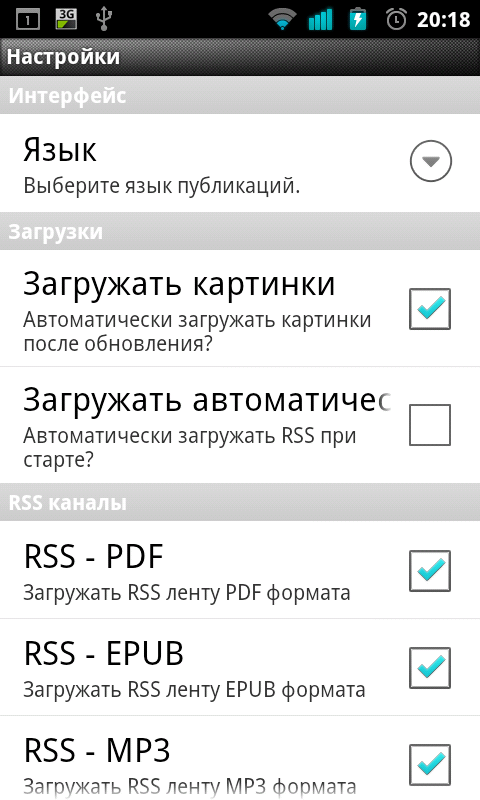 1 3G 20:18
Настройки
Интерфейс
Язык
Выберите язык публикаций.
Загрузки
Загружать картинки
Автоматически загружать картинки
после обновления?
Загружать автоматичес
Автоматически загружать RSS при
старте?
RSS каналы
RSS - PDF
Загружать RSS ленту PDF формата
RSS - EPUB
Загружать RSS ленту EPUB формата
RSS - MP3
Загружать RSS ленту MP3 формата